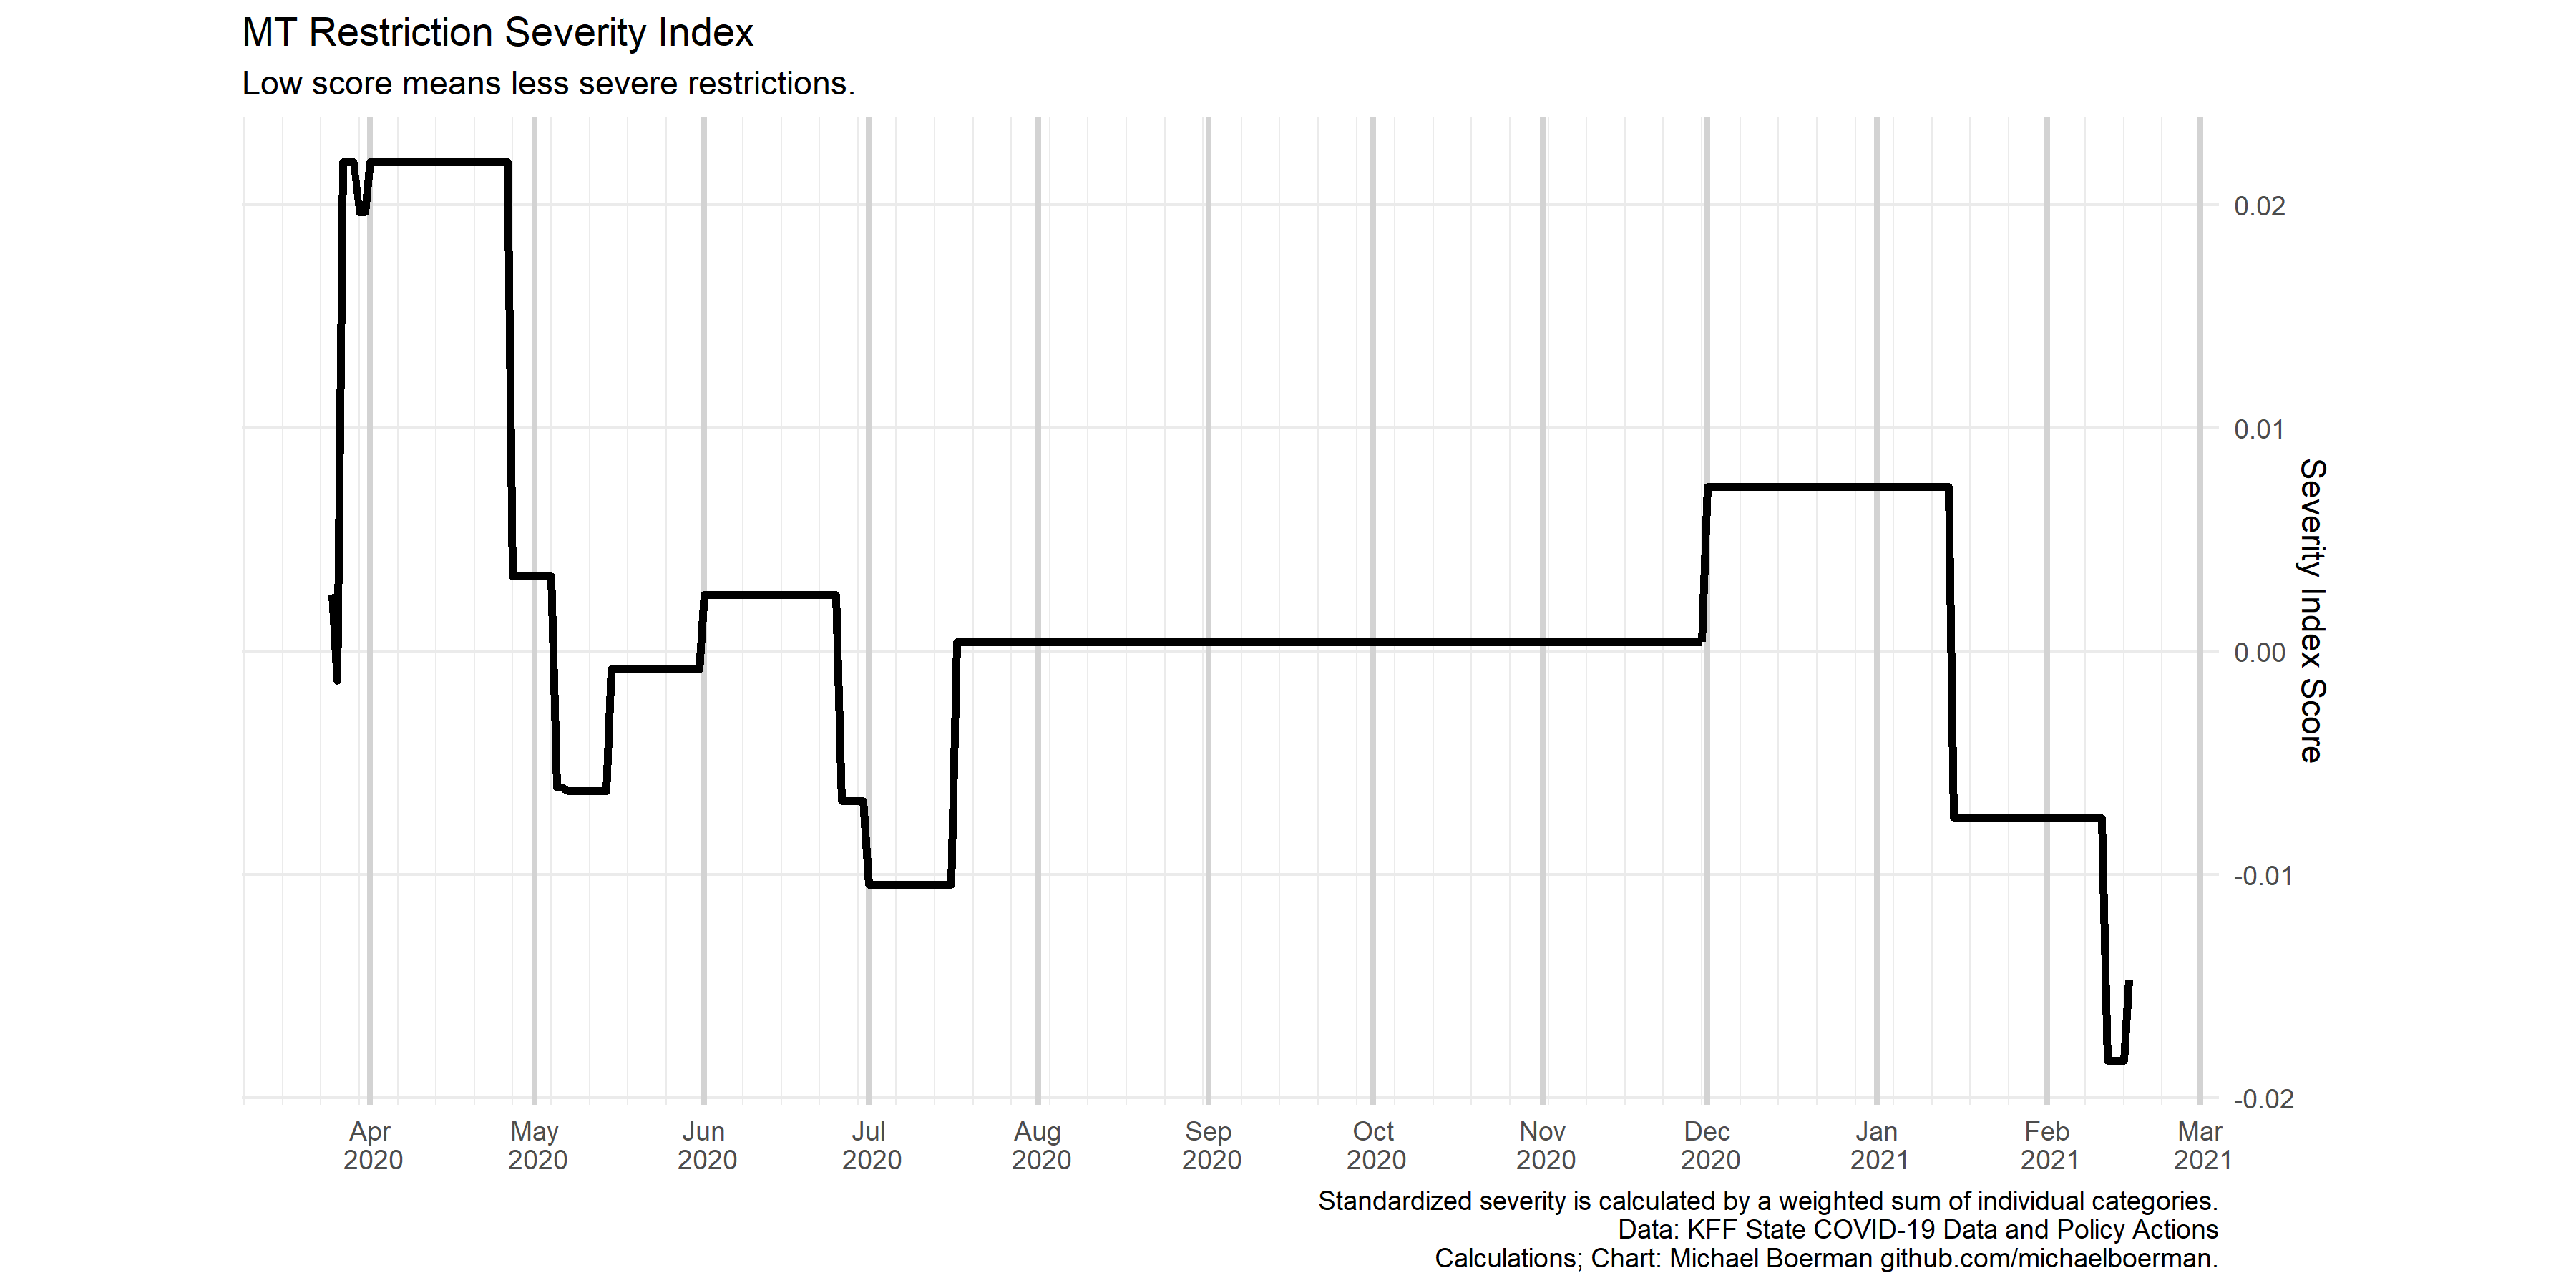 MT Restriction Severity Index
Low score means less severe restrictions.
0.02
0.01
0.00
-0.01
-0.02
Severity Index Score
Apr May Jun Jul Aug Sep Oct Nov Dec Jan Feb Mar
2020 2020 2020 2020 2020 2020 2020 2020 2020 2021 2021 2021
Standardized severity is calculated by a weighted sum of individual categories.
Data: KFF State COVID-19 Data and Policy Actions
Calculations; Chart: Michael Boerman github.com/michaelboerman.